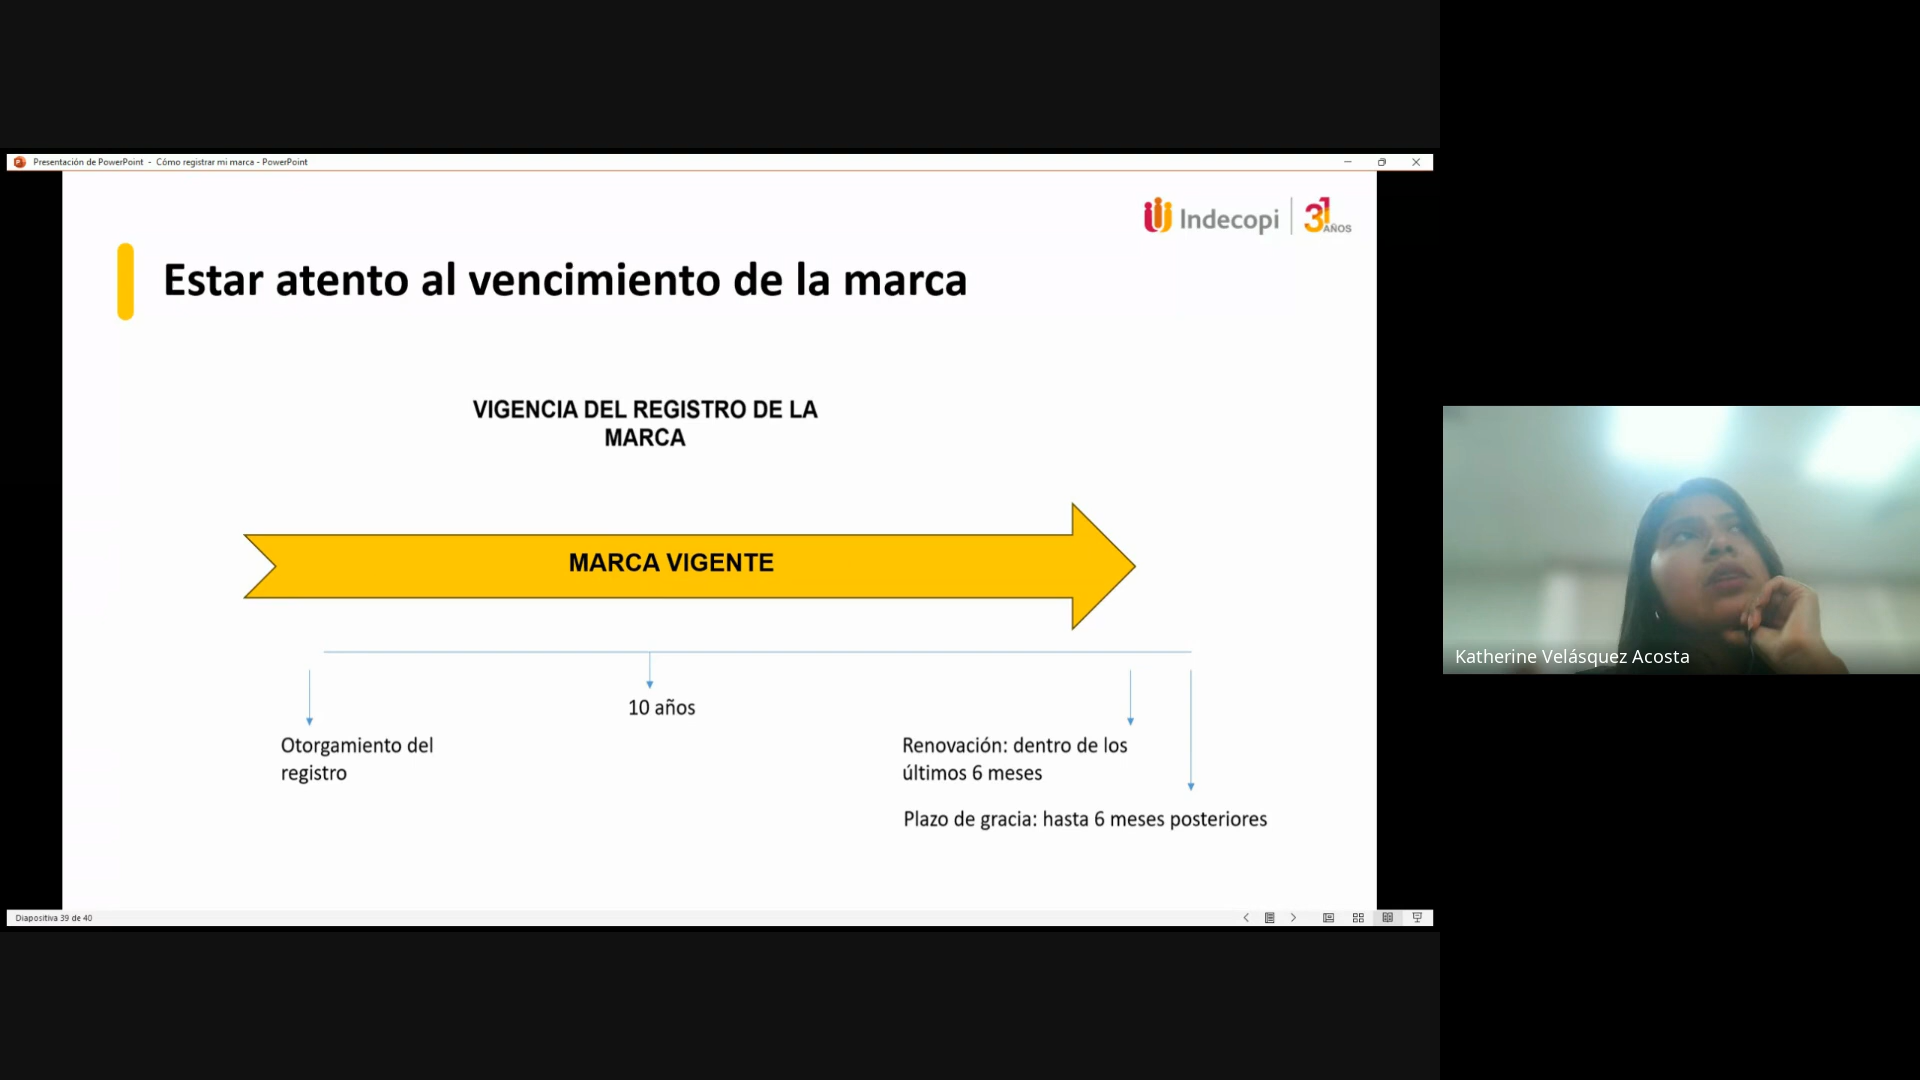 Presentación de PowerPoint - Cómo registrar mi marca - PowerPoint
Indecopi
31 AÑOS
Estar atento al vencimiento de la marca
VIGENCIA DEL REGISTRO DE LA
MARCA
MARCA VIGENTE
10 años
Otorgamiento del
registro
Renovación: dentro de los
últimos 6 meses
Plazo de gracia: hasta 6 meses posteriores
Katherine Velásquez Acosta
Diapositiva 39 de 40